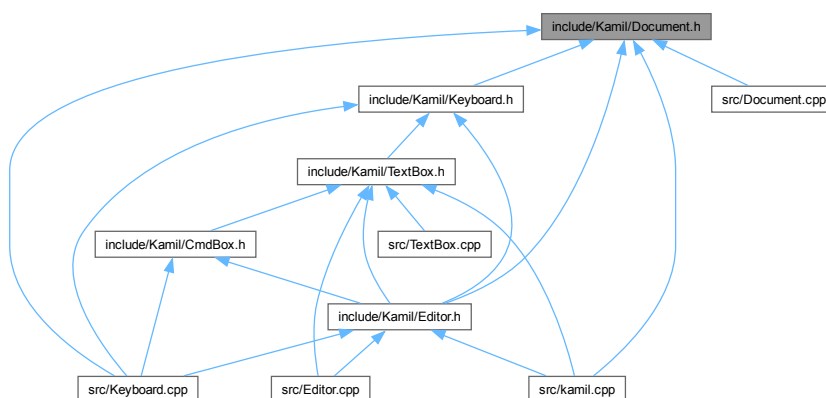 include/Kamil/Document.h
include/Kamil/Keyboard.h
src/Document.cpp
include/Kamil/TextBox.h
include/Kamil/CmdBox.h
src/TextBox.cpp
include/Kamil/Editor.h
src/Keyboard.cpp
src/Editor.cpp
src/kamil.cpp